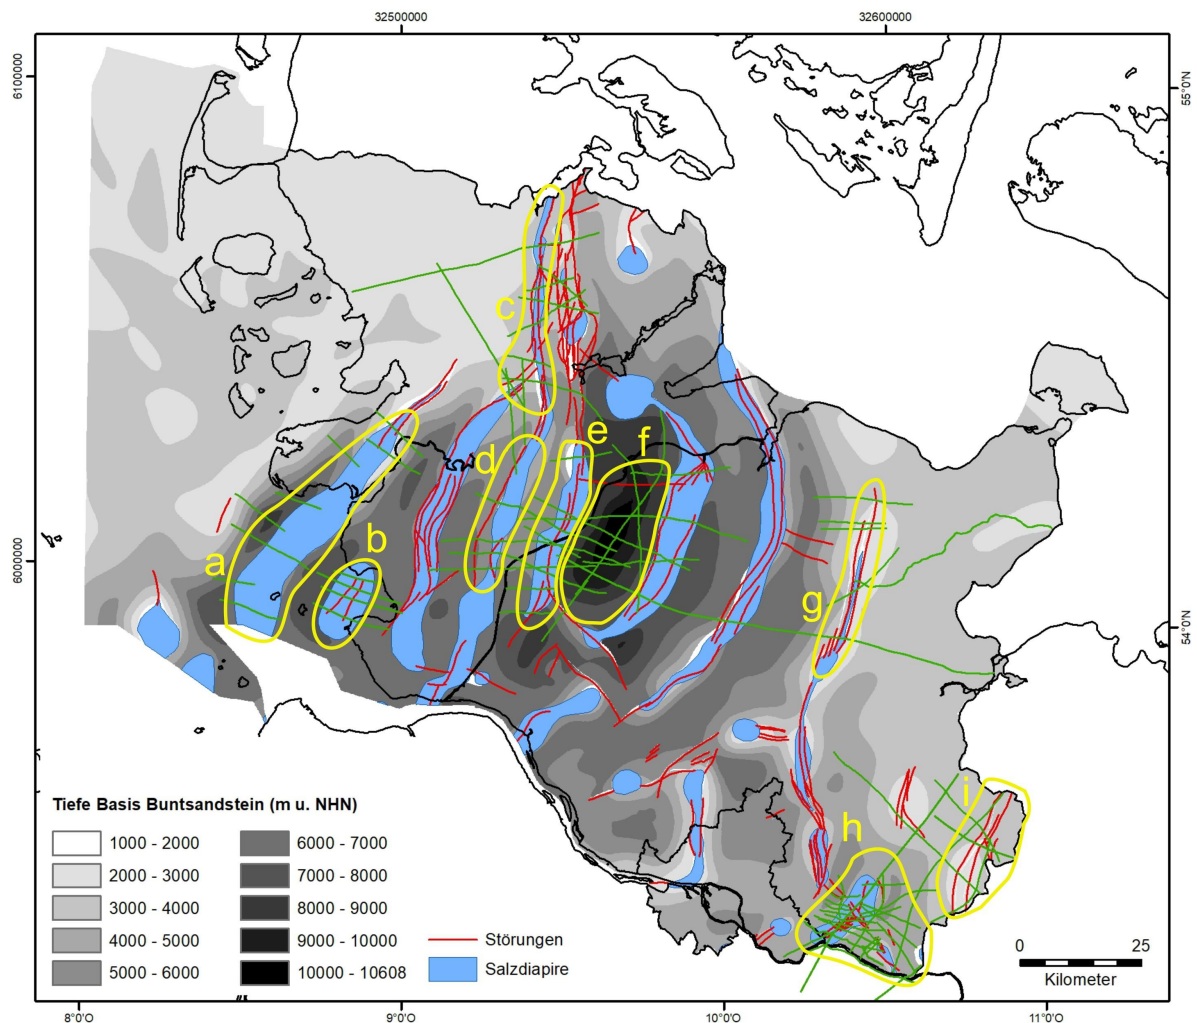 32500000 32600000
6100000
55°0'N
c
e
f
d
b
a
6000000
g
54°0'N
i
h
Tiefe Basis Buntsandstein (m u. NHN)
1000 - 2000 6000 - 7000
2000 - 3000 7000 - 8000
3000 - 4000 8000 - 9000
4000 - 5000 9000 - 10000
5000 - 6000 10000 - 10608
Störungen
Salzdiapire
0 25
Kilometer
8°0'O 9°0'O 10°0'O 11°0'O